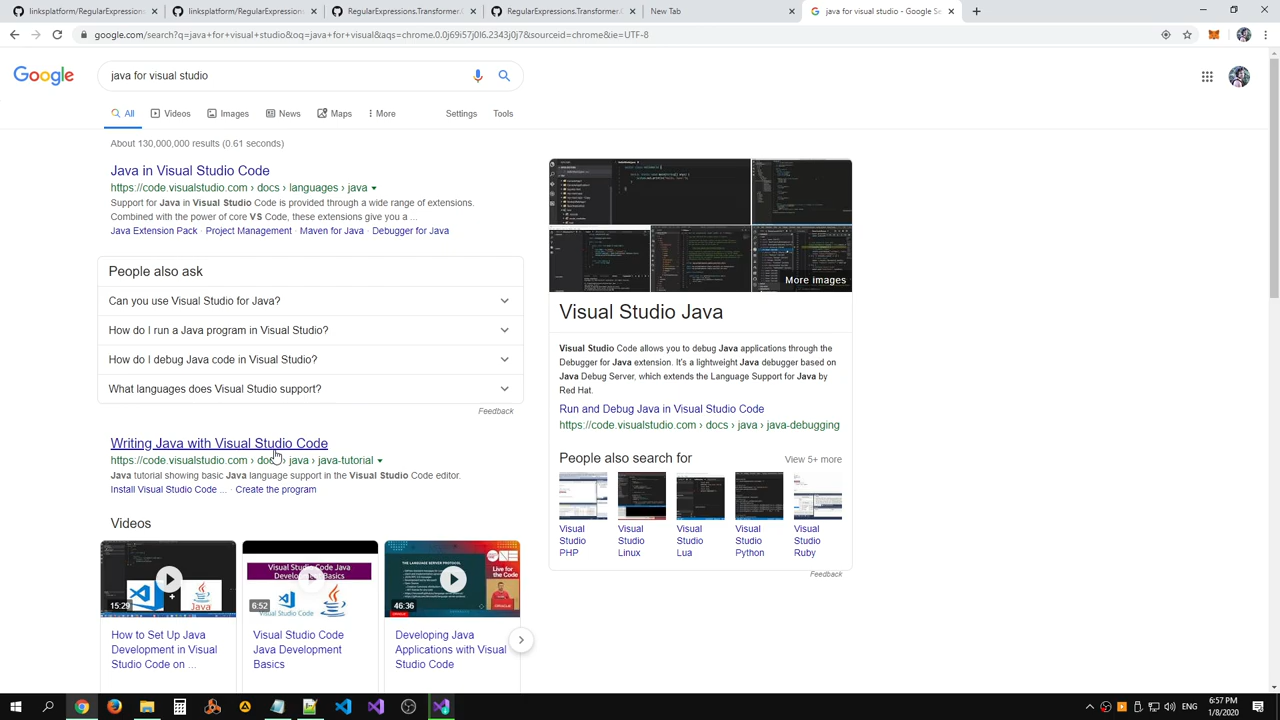 linksplatform/RegularExpressions
linksplatform/RegularExpressions
RegularExpressions.Transformer.C
RegularExpressions.Transformer.C
New Tab
java for visual studio - Google Se
google.com/search?q=java+for+visual+studio&oq=java+for+visual&aqs=chrome.0.0j69i57j0l6.2343j0j7&sourceid=chrome&ie=UTF-8
Google
java for visual studio
All
Videos
Images
News
Maps
More
Settings
Tools
About 130,000,000 results (0.61 seconds)
Java in Visual Studio Code
https://code.visualstudio.com › docs › languages › java
Support for Java in Visual Studio Code is provided through a wide range of extensions.
Combined with the power of core VS Code, these extensions give you a ...
Java Extension Pack · Project Management · Maven for Java · Debugger for Java
People also ask
Can I use Visual Studio for Java?
How do I run a Java program in Visual Studio?
How do I debug Java code in Visual Studio?
What languages does Visual Studio support?
Feedback
Writing Java with Visual Studio Code
https://code.visualstudio.com › docs › java › java-tutorial
Java tutorial showing basic Java language support in the Visual Studio Code editor.
Install Visual Studio Code ... · Create the program
Videos
15:29
Java
How to Set Up Java
Development in Visual
Studio Code on ...
Visual Studio Code Java
Development Basics
6:52
Visual Studio Code
Visual Studio Code
Java Development
Basics
THE LANGUAGE SERVER PROTOCOL
Live for
the Code
46:36
Developing Java
Applications with Visual
Studio Code
More images
Visual Studio Java
Visual Studio Code allows you to debug Java applications through the
Debugger for Java extension. It's a lightweight Java debugger based on
Java Debug Server, which extends the Language Support for Java by
Red Hat.
Run and Debug Java in Visual Studio Code
https://code.visualstudio.com › docs › java › java-debugging
People also search for
View 5+ more
Visual
Studio
PHP
Visual
Studio
Linux
Visual
Studio
Lua
Visual
Studio
Python
Visual
Studio
Ruby
Feedback
ENG
6:57 PM
1/8/2020